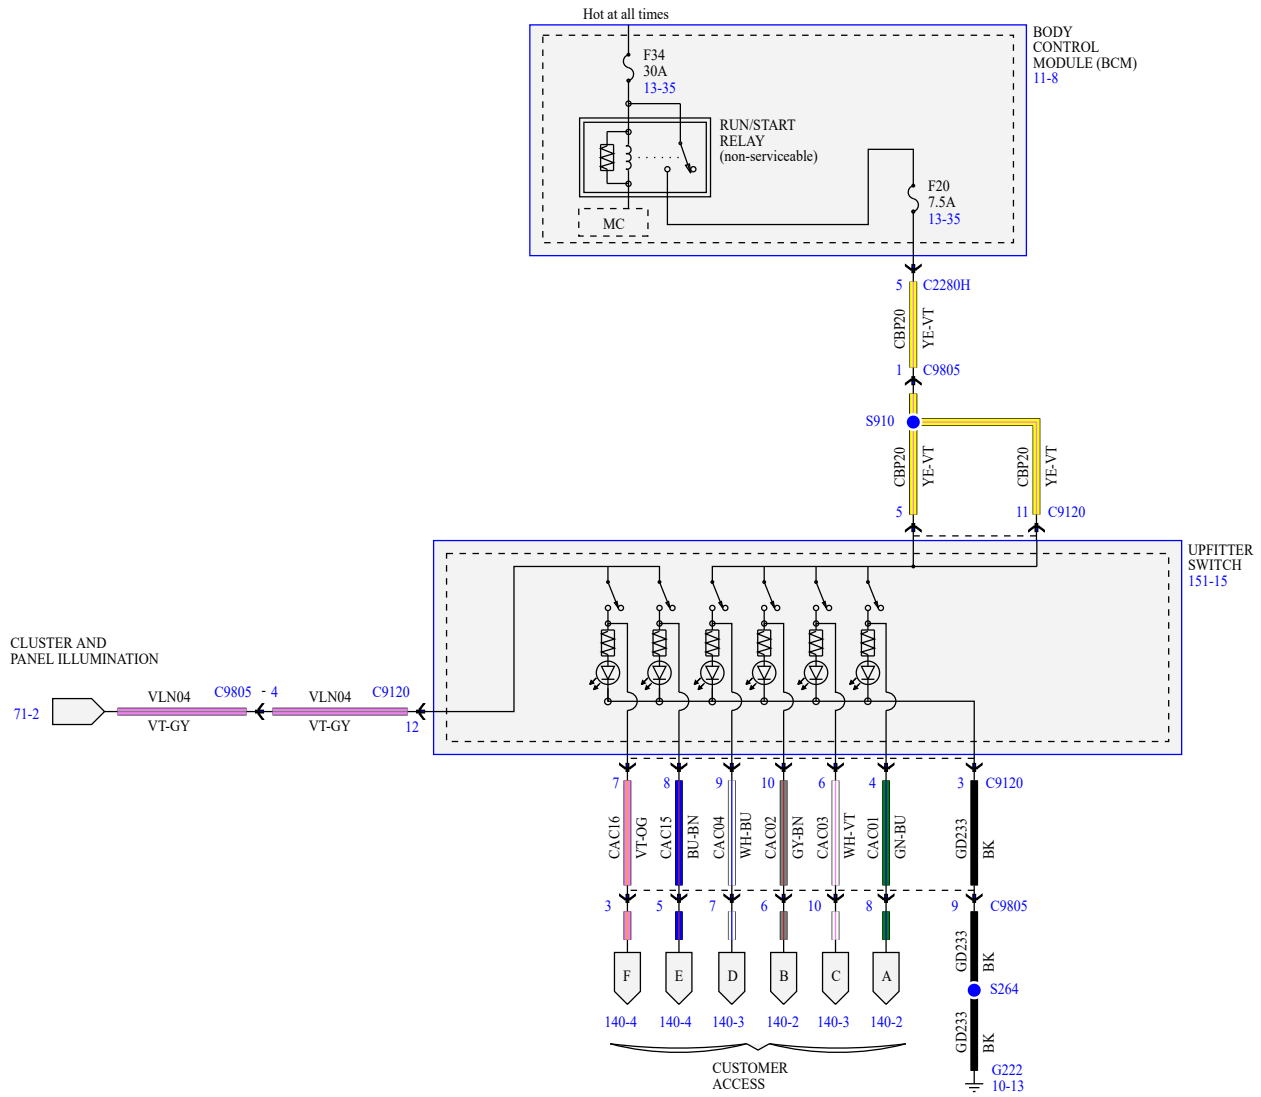 Hot at all times
BODY
CONTROL
MODULE (BCM)
11-8
F34
30A
13-35
RUN/START
RELAY
(non-serviceable)
MC
F20
7.5A
13-35
5 C2280H
CBP20
YE-VT
1 C9805
S910
CBP20
YE-VT
CBP20
YE-VT
5
11 C9120
UPFITTER
SWITCH
151-15
CLUSTER AND
PANEL ILLUMINATION
71-2
VLN04
VT-GY
C9805 - 4
VLN04
VT-GY
C9120
12
7 8 9 10 6 4 3 C9120
CAC16
VT-OG
CAC15
BU-BN
CAC04
WH-BU
CAC02
GY-BN
CAC03
WH-VT
CAC01
GN-BU
GD233
BK
3 5 7 6 10 8 9 C9805
GD233
BK
F E D B C A
S264
140-4 140-4 140-3 140-2 140-3 140-2
GD233
BK
CUSTOMER
ACCESS
G222
10-13